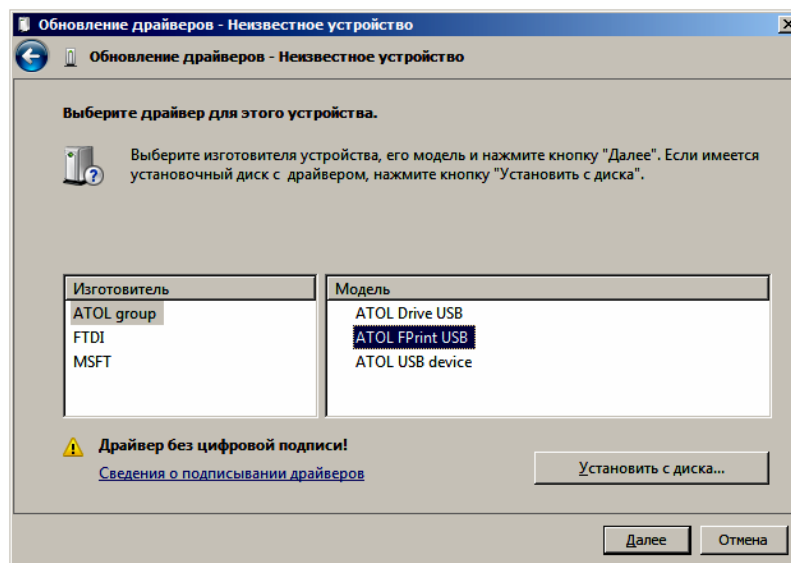 Обновление драйверов - Неизвестное устройство
Обновление драйверов - Неизвестное устройство
Выберите драйвер для этого устройства.
Выберите изготовителя устройства, его модель и нажмите кнопку "Далее". Если имеется
установочный диск с драйвером, нажмите кнопку "Установить с диска".
Изготовитель
ATOL group
FTDI
MSFT
Модель
ATOL Drive USB
ATOL FPrint USB
ATOL USB device
Драйвер без цифровой подписи!
Сведения о подписывании драйверов
Установить с диска...
Далее
Отмена